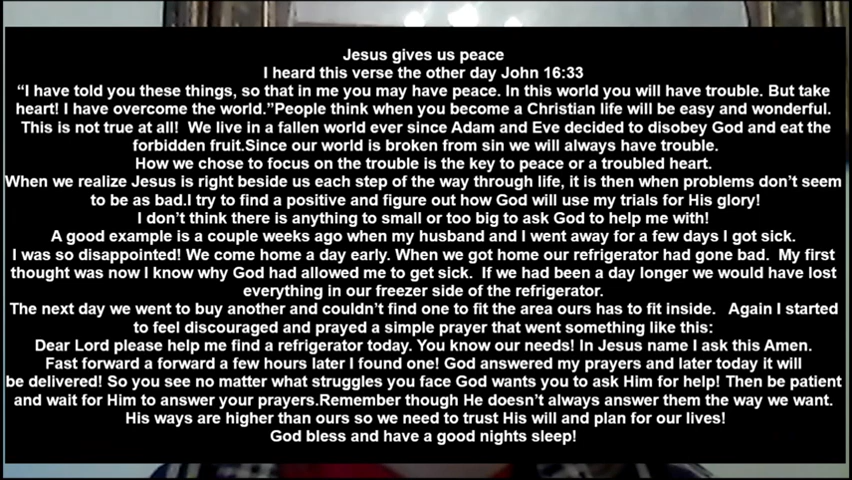 Jesus gives us peace
I heard this verse the other day John 16:33
“I have told you these things, so that in me you may have peace. In this world you will have trouble. But take
heart! I have overcome the world.”People think when you become a Christian life will be easy and wonderful.
This is not true at all!  We live in a fallen world ever since Adam and Eve decided to disobey God and eat the
forbidden fruit.Since our world is broken from sin we will always have trouble.
How we chose to focus on the trouble is the key to peace or a troubled heart.
When we realize Jesus is right beside us each step of the way through life, it is then when problems don’t seem
to be as bad.I try to find a positive and figure out how God will use my trials for His glory!
I don’t think there is anything to small or too big to ask God to help me with!
A good example is a couple weeks ago when my husband and I went away for a few days I got sick.
I was so disappointed! We come home a day early. When we got home our refrigerator had gone bad.  My first
thought was now I know why God had allowed me to get sick.  If we had been a day longer we would have lost
everything in our freezer side of the refrigerator.
The next day we went to buy another and couldn’t find one to fit the area ours has to fit inside.   Again I started
to feel discouraged and prayed a simple prayer that went something like this:
Dear Lord please help me find a refrigerator today. You know our needs! In Jesus name I ask this Amen.
Fast forward a forward a few hours later I found one! God answered my prayers and later today it will
be delivered! So you see no matter what struggles you face God wants you to ask Him for help! Then be patient
and wait for Him to answer your prayers.Remember though He doesn’t always answer them the way we want.
His ways are higher than ours so we need to trust His will and plan for our lives!
God bless and have a good nights sleep!